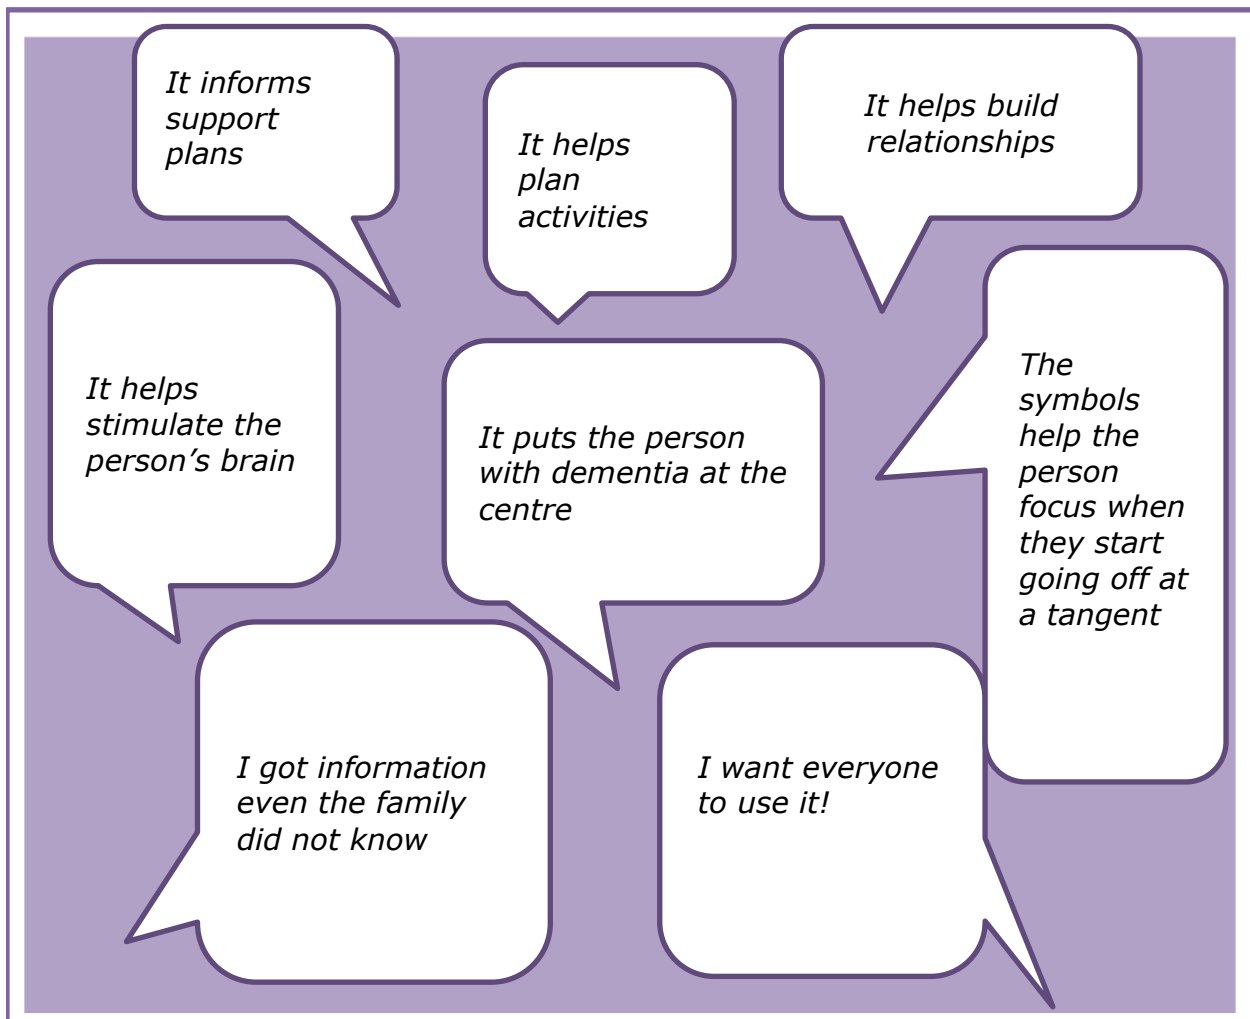 It informs
support
plans
It helps
plan
activities
It helps build
relationships
It helps
stimulate the
person’s brain
It puts the person
with dementia at the
centre
The
symbols
help the
person
focus when
they start
going off at
a tangent
I got information
even the family
did not know
I want everyone
to use it!